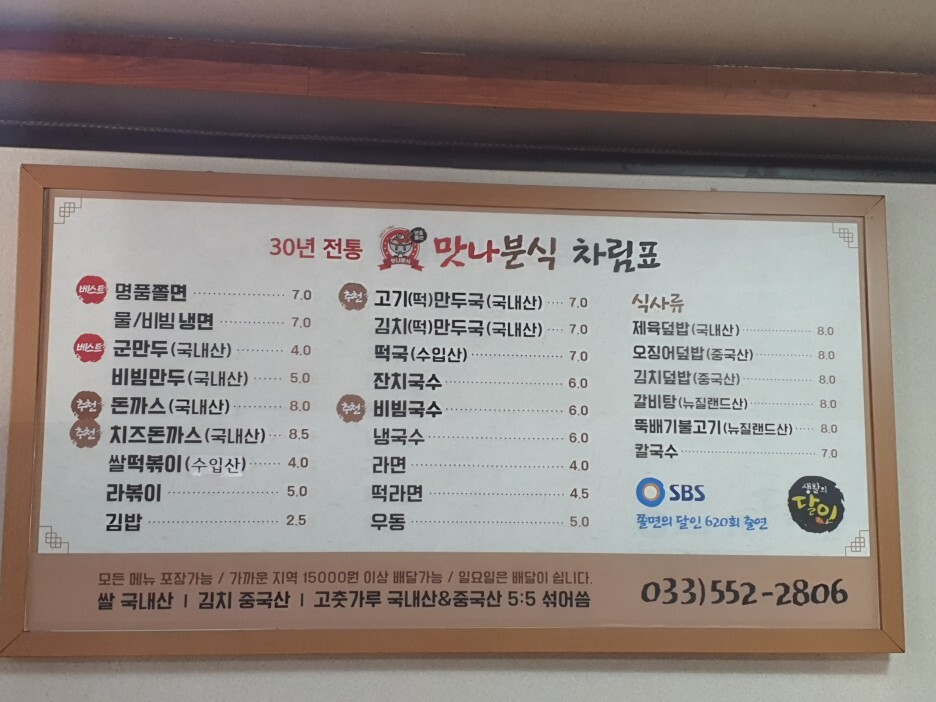 30년 전통 맛나분식 맛나분식 차림표
베스트 명품쫄면 7.0
물/비빔 냉면 7.0
베스트 군만두(국내산) 4.0
비빔만두(국내산) 5.0
추천 돈까스(국내산) 8.0
추천 치즈돈까스(국내산) 8.5
쌀떡볶이(수입산) 4.0
라볶이 5.0
김밥 2.5
추천 고기(떡)만두국(국내산) 7.0
김치(떡)만두국(국내산) 7.0
떡국(수입산) 7.0
잔치국수 6.0
추천 비빔국수 6.0
냉국수 6.0
라면 4.0
떡라면 4.5
우동 5.0
식사류
제육덮밥(국내산) 8.0
오징어덮밥(중국산) 8.0
김치덮밥(중국산) 8.0
갈비탕(뉴질랜드산) 8.0
뚝배기불고기(뉴질랜드산) 8.0
칼국수 7.0
SBS
쫄면의 달인 620회 출연
생활의
달인
모든 메뉴 포장가능 / 가까운 지역 15000원 이상 배달가능 / 일요일은 배달이 쉽니다.
쌀 국내산 | 김치 중국산 | 고춧가루 국내산&중국산 5:5 섞어씀
033)552-2806